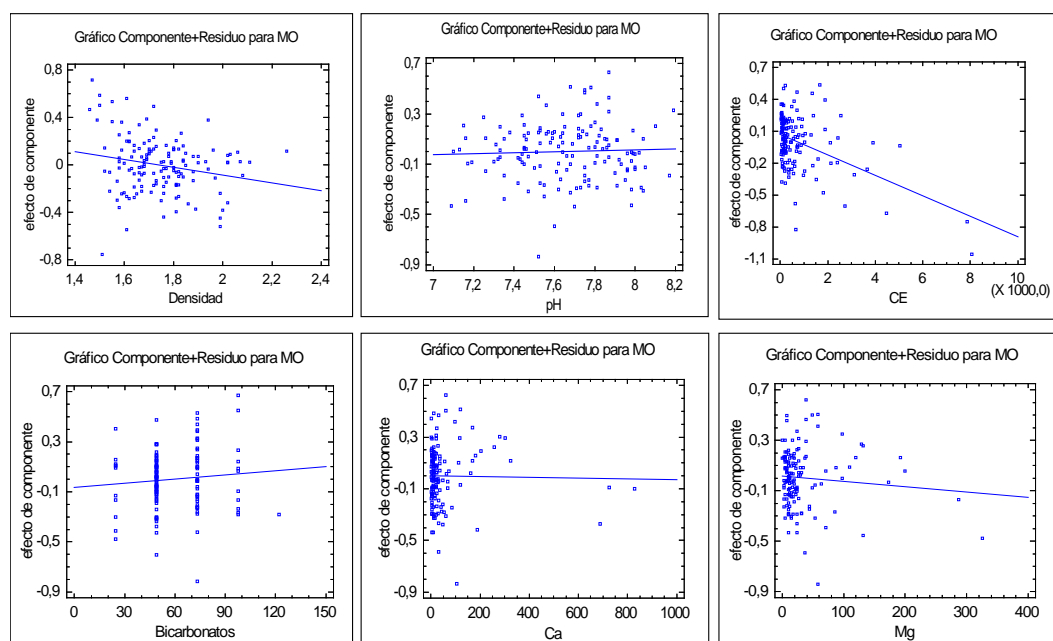 Gráfico Componente+Residuo para MO
efecto de componente
0,8
0,4
0
-0,4
-0,8
1,4 1,6 1,8 2 2,2 2,4
Densidad
Gráfico Componente+Residuo para MO
efecto de componente
0,7
0,3
-0,1
-0,5
-0,9
7 7,2 7,4 7,6 7,8 8 8,2
pH
Gráfico Componente+Residuo para MO
efecto de componente
0,7
0,4
0,1
-0,2
-0,5
-0,8
-1,1
0 2 4 6 8 10
(X 1000,0)
CE
Gráfico Componente+Residuo para MO
efecto de componente
0,7
0,3
-0,1
-0,5
-0,9
0 30 60 90 120 150
Bicarbonatos
Gráfico Componente+Residuo para MO
efecto de componente
0,7
0,3
-0,1
-0,5
-0,9
0 200 400 600 800 1000
Ca
Gráfico Componente+Residuo para MO
efecto de componente
0,7
0,3
-0,1
-0,5
-0,9
0 100 200 300 400
Mg